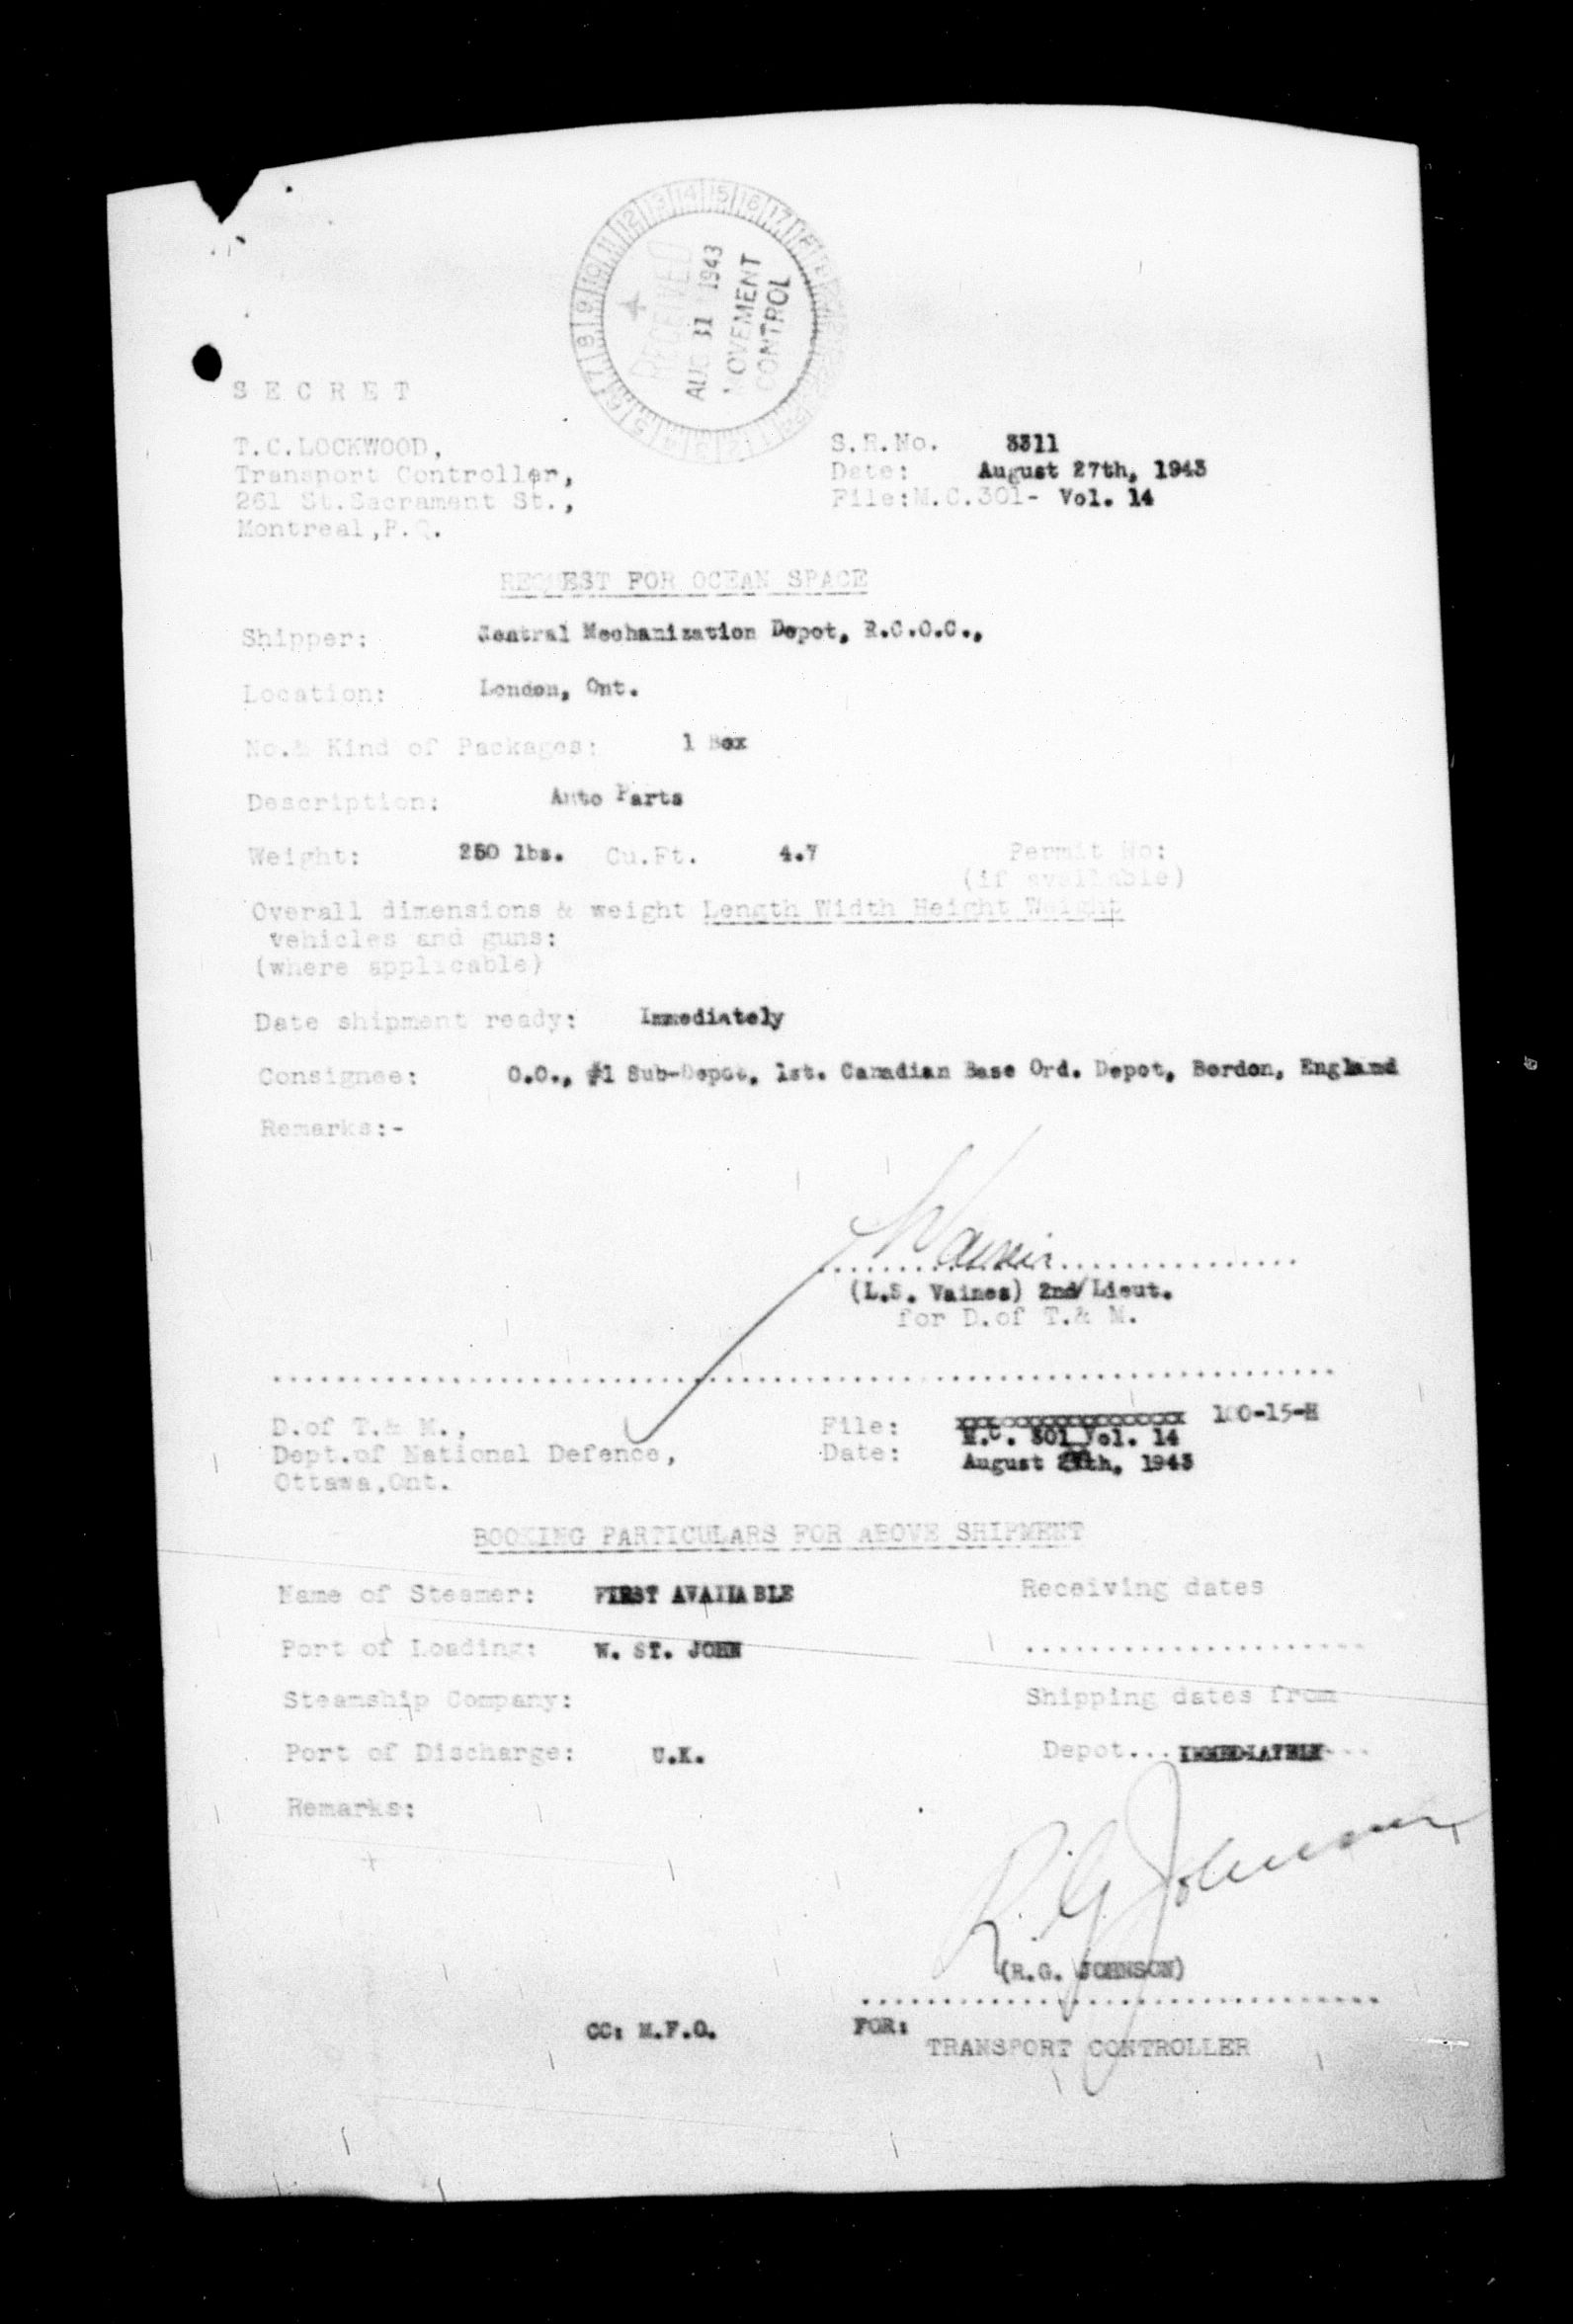 RECEIVED
AUG 31 1943
MOVEMENT
CONTROL
S E C R E T
T.C.LOCKWOOD,
Transport Controller,
261 St.Sacrament St.,
Montreal,P.Q.
S.R.No. 3311
Date: August 27th, 1943
File:M.C.301- Vol. 14
REQUEST FOR OCEAN SPACE
Shipper: Central Mechanization Depot, R.C.O.C.,
Location: London, Ont.
No.& Kind of Packages: 1 Box
Description: Auto Parts
Weight: 250 lbs. Cu.Ft. 4.7 Permit No:
(if available)
Overall dimensions & weight Length Width Height Weight
vehicles and guns:
(where applicable)
Date shipment ready: Immediately
Consignee: O.C., #1 Sub-Depot, 1st. Canadian Base Ord. Depot, Bordon, England
Remarks:-
(L.S. Vaines) 2nd/Lieut.
for D.of T.& M.
D.of T.& M.,
Dept.of National Defence,
Ottawa,Ont.
File: 100-15-H
M.C. 301 Vol. 14
Date: August 27th, 1943
BOOKING PARTICULARS FOR ABOVE SHIPMENT
Name of Steamer: FIRST AVAILABLE Receiving dates
Port of Loading: W. ST. JOHN
Steamship Company: Shipping dates from
Port of Discharge: U.K. Depot...IMMEDIATELY...
Remarks:
R. G. Johnson
(R.G. JOHNSON)
CC: M.F.O. FOR:
TRANSPORT CONTROLLER